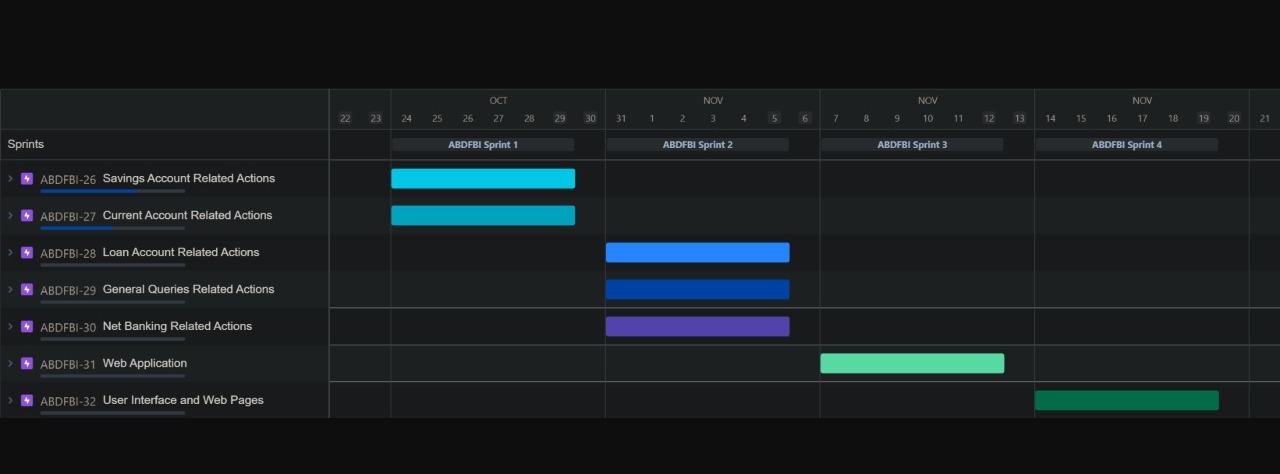 OCT NOV NOV NOV
22 23 24 25 26 27 28 29 30 31 1 2 3 4 5 6 7 8 9 10 11 12 13 14 15 16 17 18 19 20 21
Sprints ABDFBI Sprint 1 ABDFBI Sprint 2 ABDFBI Sprint 3 ABDFBI Sprint 4
ABDFBI-26 Savings Account Related Actions
ABDFBI-27 Current Account Related Actions
ABDFBI-28 Loan Account Related Actions
ABDFBI-29 General Queries Related Actions
ABDFBI-30 Net Banking Related Actions
ABDFBI-31 Web Application
ABDFBI-32 User Interface and Web Pages